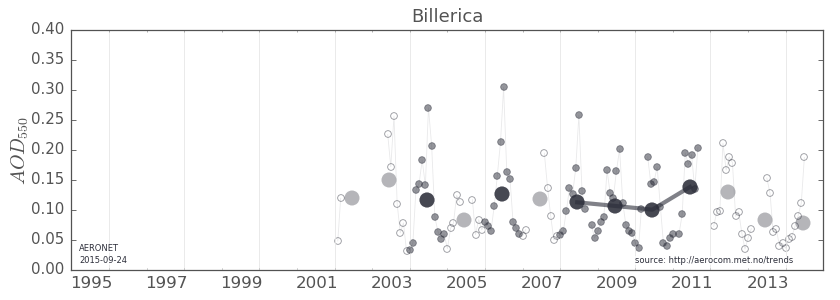 Billerica
AOD550
0.40
0.35
0.30
0.25
0.20
0.15
0.10
0.05
0.00
AERONET
2015-09-24
source: http://aerocom.met.no/trends
1995 1997 1999 2001 2003 2005 2007 2009 2011 2013